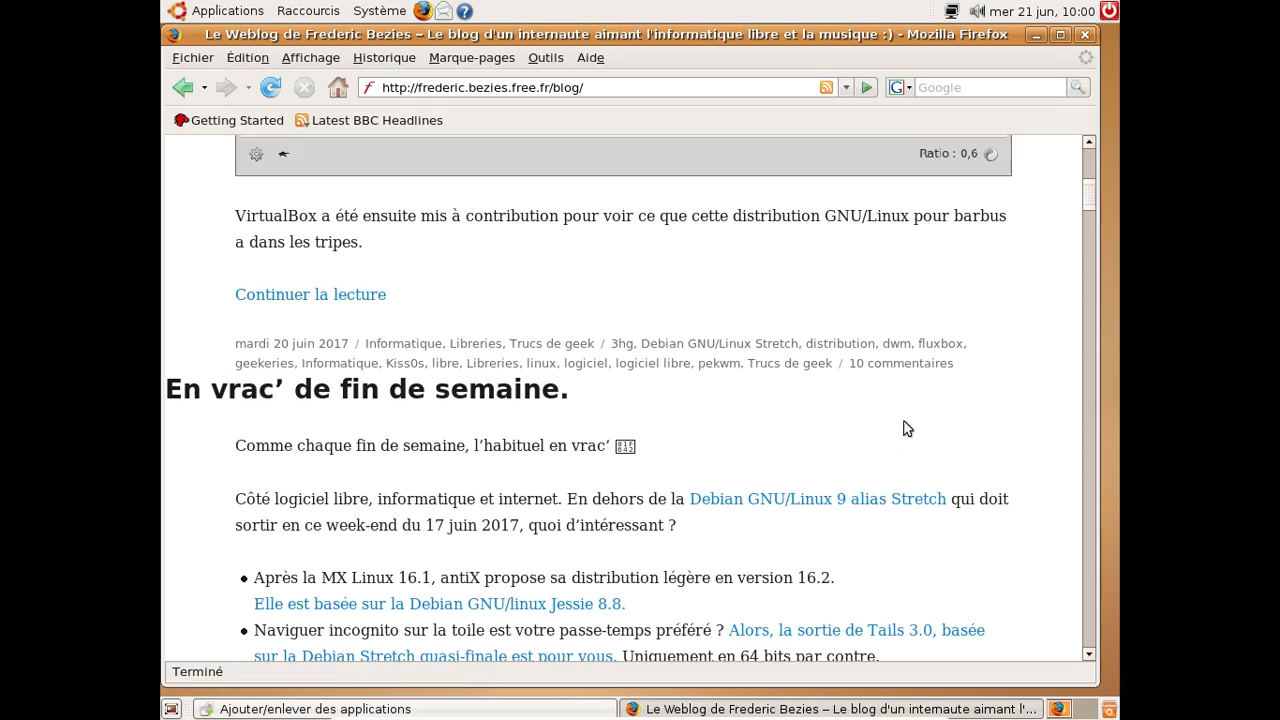 Applications Raccourcis Système mer 21 jun, 10:00
Le Weblog de Frederic Bezies – Le blog d'un internaute aimant l'informatique libre et la musique :) - Mozilla Firefox
Fichier Édition Affichage Historique Marque-pages Outils Aide
http://frederic.bezies.free.fr/blog/ G Google
Getting Started Latest BBC Headlines
Ratio : 0,6
VirtualBox a été ensuite mis à contribution pour voir ce que cette distribution GNU/Linux pour barbus
a dans les tripes.
Continuer la lecture
mardi 20 juin 2017 / Informatique, Libreries, Trucs de geek / 3hg, Debian GNU/Linux Stretch, distribution, dwm, fluxbox,
geekeries, Informatique, Kiss0s, libre, Libreries, linux, logiciel, logiciel libre, pekwm, Trucs de geek / 10 commentaires
En vrac’ de fin de semaine.
Comme chaque fin de semaine, l’habituel en vrac’
Côté logiciel libre, informatique et internet. En dehors de la Debian GNU/Linux 9 alias Stretch qui doit
sortir en ce week-end du 17 juin 2017, quoi d’intéressant ?
Après la MX Linux 16.1, antiX propose sa distribution légère en version 16.2.
Elle est basée sur la Debian GNU/linux Jessie 8.8.
Naviguer incognito sur la toile est votre passe-temps préféré ? Alors, la sortie de Tails 3.0, basée
sur la Debian Stretch quasi-finale est pour vous. Uniquement en 64 bits par contre.
Terminé
Ajouter/enlever des applications Le Weblog de Frederic Bezies – Le blog d'un internaute aimant l'...